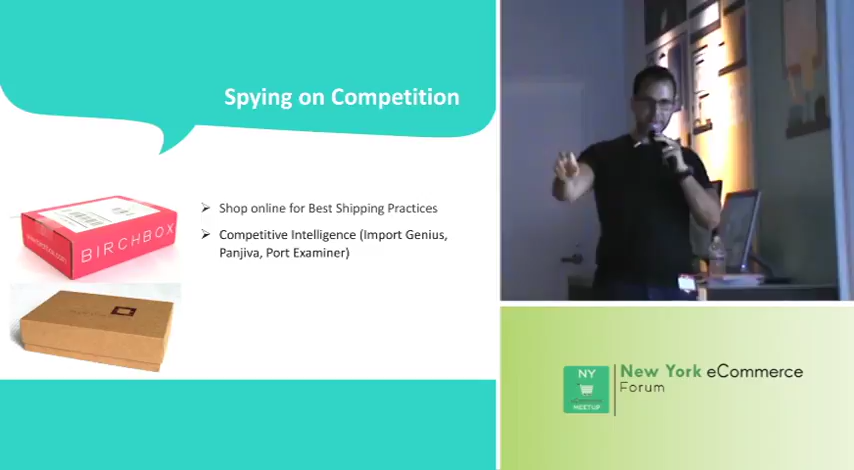 Spying on Competition
Shop online for Best Shipping Practices
Competitive Intelligence (Import Genius,
Panjiva, Port Examiner)
BIRCHBOX
NY
MEETUP
New York eCommerce
Forum